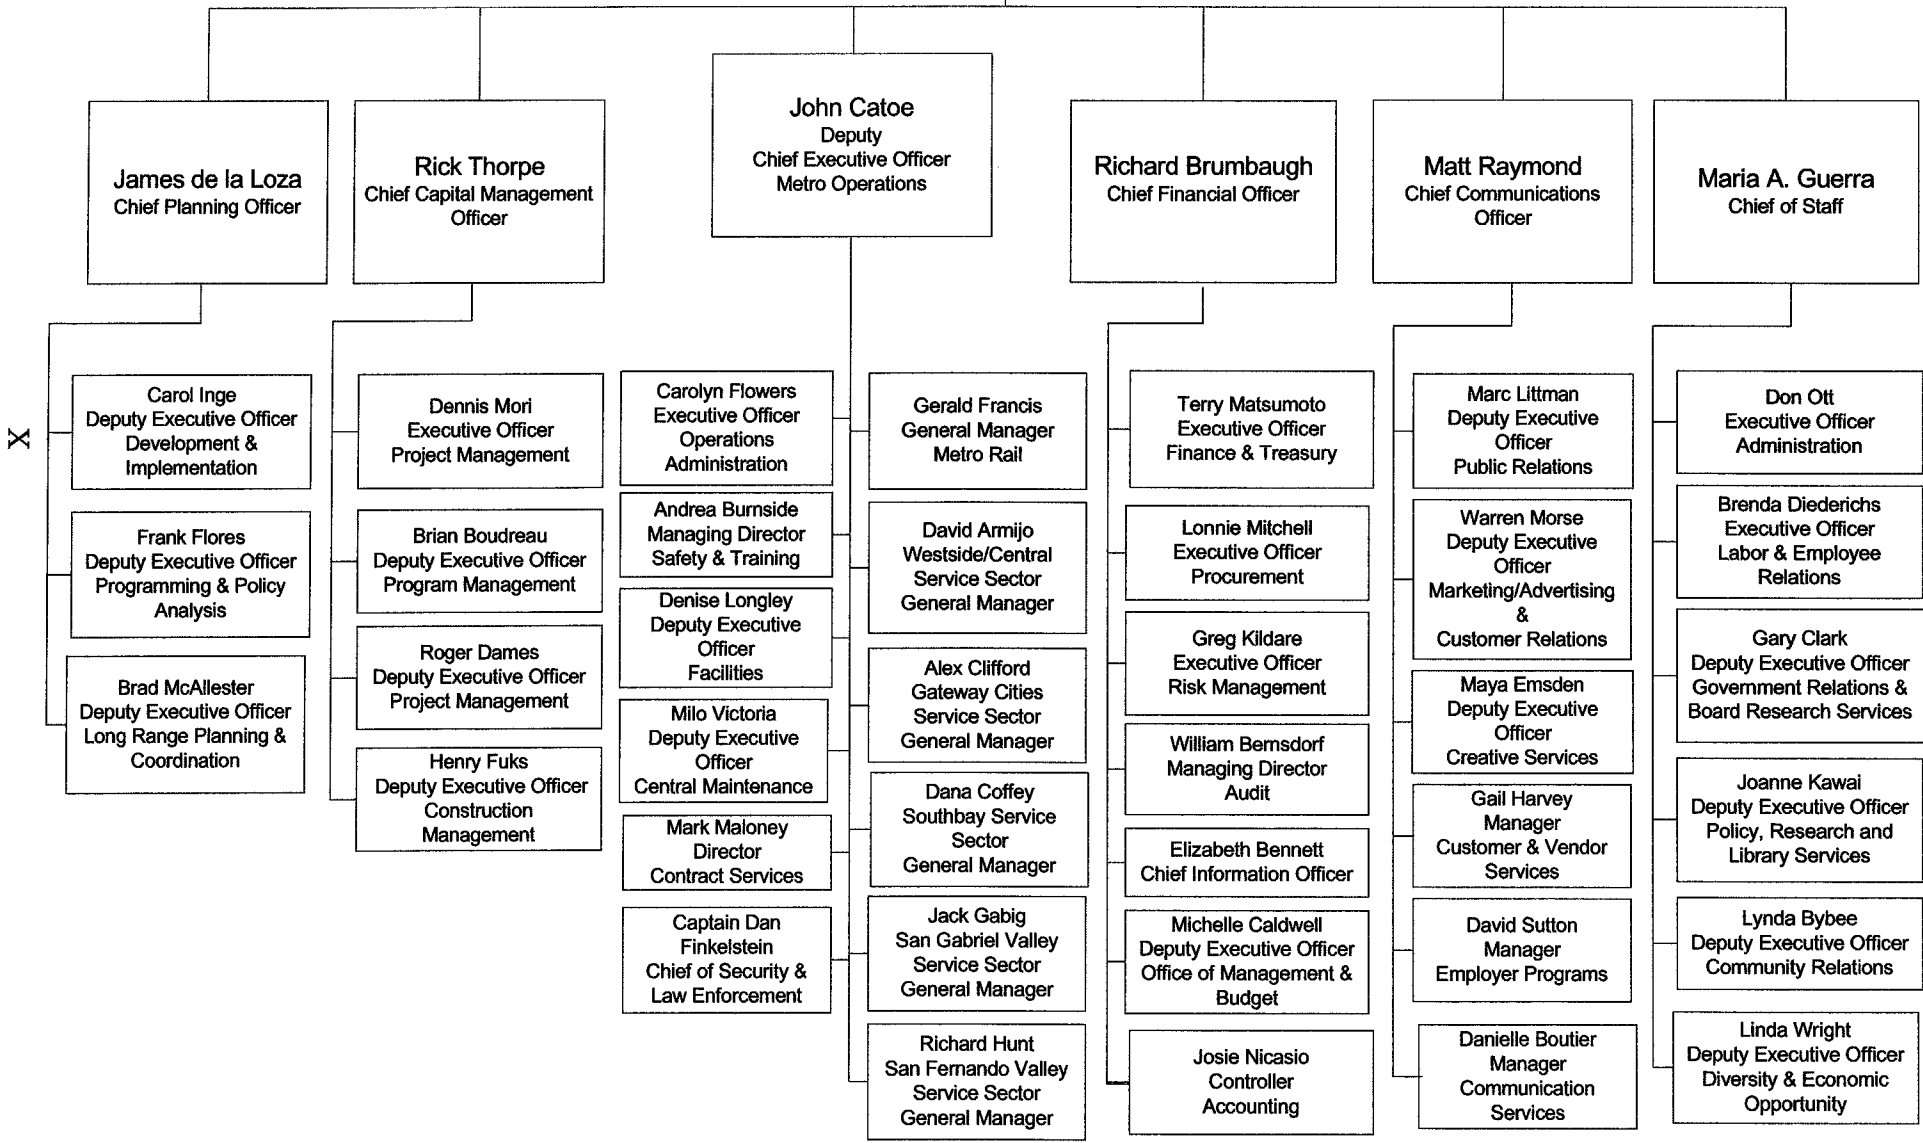 James de la Loza
Chief Planning Officer
Rick Thorpe
Chief Capital Management
Officer
John Catoe
Deputy
Chief Executive Officer
Metro Operations
Richard Brumbaugh
Chief Financial Officer
Matt Raymond
Chief Communications
Officer
Maria A. Guerra
Chief of Staff
X
Carol Inge
Deputy Executive Officer
Development &
Implementation
Frank Flores
Deputy Executive Officer
Programming & Policy
Analysis
Brad McAllester
Deputy Executive Officer
Long Range Planning &
Coordination
Dennis Mori
Executive Officer
Project Management
Brian Boudreau
Deputy Executive Officer
Program Management
Roger Dames
Deputy Executive Officer
Project Management
Henry Fuks
Deputy Executive Officer
Construction
Management
Carolyn Flowers
Executive Officer
Operations
Administration
Andrea Burnside
Managing Director
Safety & Training
Denise Longley
Deputy Executive
Officer
Facilities
Milo Victoria
Deputy Executive
Officer
Central Maintenance
Mark Maloney
Director
Contract Services
Captain Dan
Finkelstein
Chief of Security &
Law Enforcement
Gerald Francis
General Manager
Metro Rail
David Armijo
Westside/Central
Service Sector
General Manager
Alex Clifford
Gateway Cities
Service Sector
General Manager
Dana Coffey
Southbay Service
Sector
General Manager
Jack Gabig
San Gabriel Valley
Service Sector
General Manager
Richard Hunt
San Fernando Valley
Service Sector
General Manager
Terry Matsumoto
Executive Officer
Finance & Treasury
Lonnie Mitchell
Executive Officer
Procurement
Greg Kildare
Executive Officer
Risk Management
William Bernsdorf
Managing Director
Audit
Elizabeth Bennett
Chief Information Officer
Michelle Caldwell
Deputy Executive Officer
Office of Management &
Budget
Josie Nicasio
Controller
Accounting
Marc Littman
Deputy Executive
Officer
Public Relations
Warren Morse
Deputy Executive
Officer
Marketing/Advertising
&
Customer Relations
Maya Emsden
Deputy Executive
Officer
Creative Services
Gail Harvey
Manager
Customer & Vendor
Services
David Sutton
Manager
Employer Programs
Danielle Boutier
Manager
Communication
Services
Don Ott
Executive Officer
Administration
Brenda Diederichs
Executive Officer
Labor & Employee
Relations
Gary Clark
Deputy Executive Officer
Government Relations &
Board Research Services
Joanne Kawai
Deputy Executive Officer
Policy, Research and
Library Services
Lynda Bybee
Deputy Executive Officer
Community Relations
Linda Wright
Deputy Executive Officer
Diversity & Economic
Opportunity